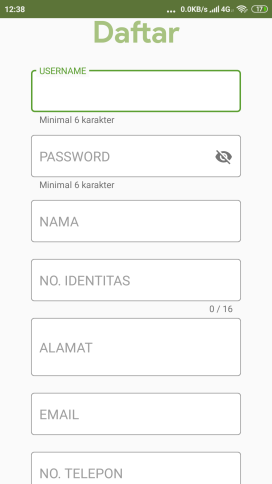 12:38 ... 0.0KB/s 4G 17
Daftar
USERNAME
Minimal 6 karakter
PASSWORD
Minimal 6 karakter
NAMA
NO. IDENTITAS
0 / 16
ALAMAT
EMAIL
NO. TELEPON